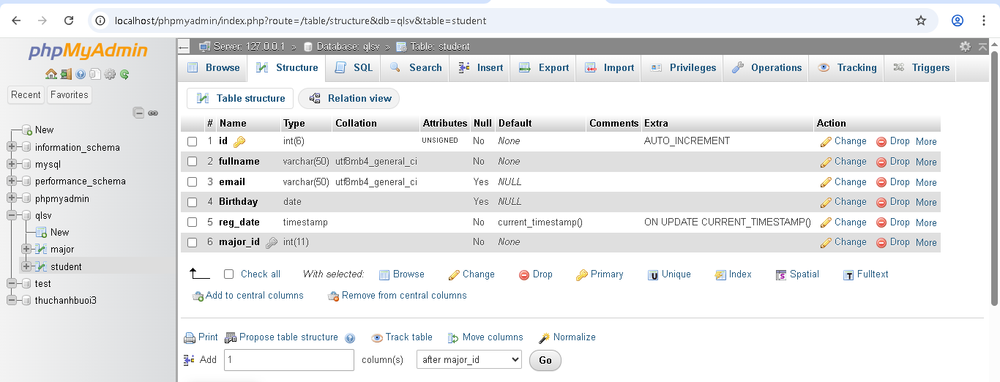 localhost/phpmyadmin/index.php?route=/table/structure&db=qlsv&table=student
phpMyAdmin
Recent Favorites
New
information_schema
mysql
performance_schema
phpmyadmin
qlsv
New
major
student
test
thuchanhbuoi3
Server: 127.0.0.1 » Database: qlsv » Table: student
Browse Structure SQL Search Insert Export Import Privileges Operations Tracking Triggers
Table structure Relation view
# Name Type Collation Attributes Null Default Comments Extra Action
1 id int(6) UNSIGNED No None AUTO_INCREMENT Change Drop More
2 fullname varchar(50) utf8mb4_general_ci No None Change Drop More
3 email varchar(50) utf8mb4_general_ci Yes NULL Change Drop More
4 Birthday date Yes NULL Change Drop More
5 reg_date timestamp No current_timestamp() ON UPDATE CURRENT_TIMESTAMP() Change Drop More
6 major_id int(11) No None Change Drop More
Check all With selected: Browse Change Drop Primary U Unique Index S Spatial T Fulltext
Add to central columns Remove from central columns
Print Propose table structure Track table Move columns Normalize
Add 1 column(s) after major_id Go